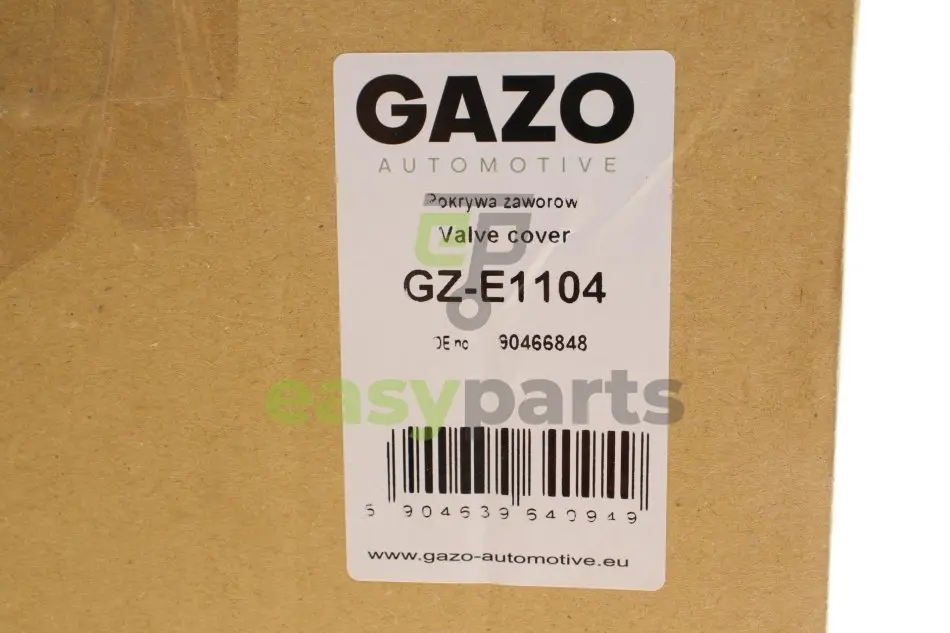 GAZO
AUTOMOTIVE
Pokrywa zaworow
Valve cover
GZ-E1104
OE no 90466848
easyparts
5 904639 640949
www.gazo-automotive.eu